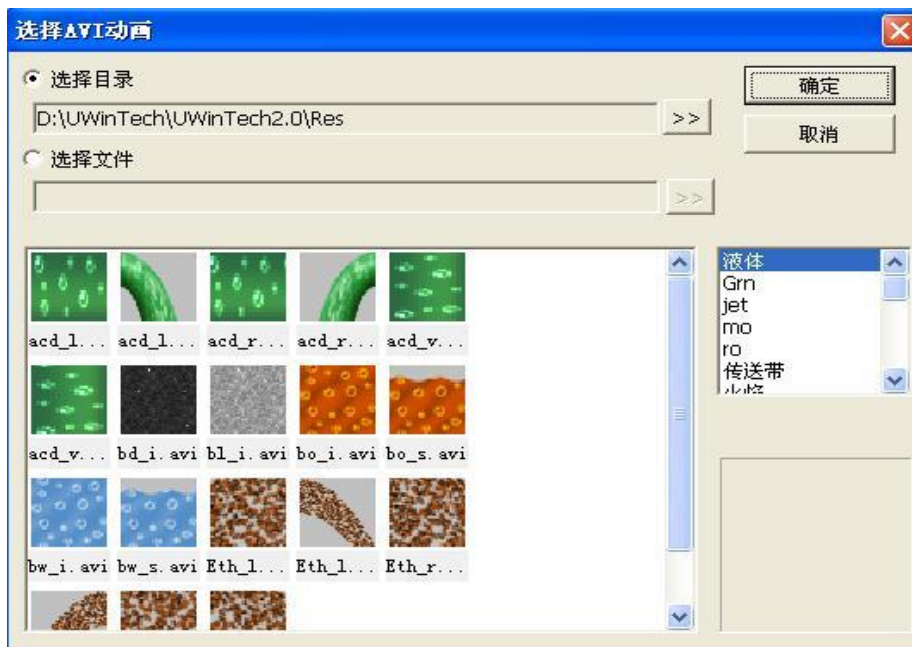 选择AVI动画
选择目录
确定
D:\UWinTech\UWinTech2.0\Res
>>
取消
选择文件
>>
液体
Grn
jet
mo
ro
传送带
火焰
acd_l... acd_l... acd_r... acd_r... acd_v...
acd_v... bd_i.avi bl_i.avi bo_i.avi bo_s.avi
bw_i.avi bw_s.avi Eth_l... Eth_l... Eth_r...